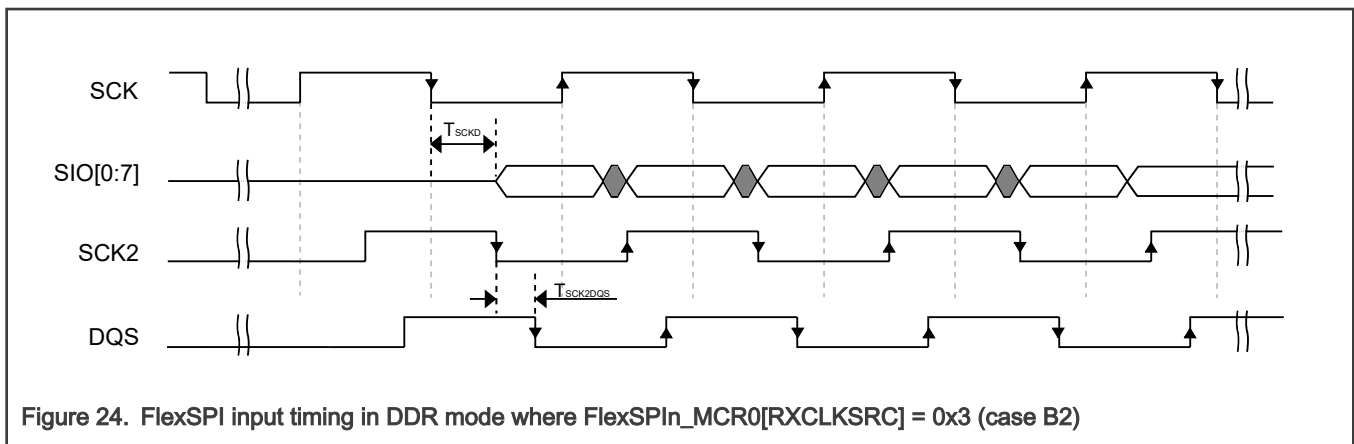 SCK
TSCKD
SIO[0:7]
SCK2
TSCK2DQS
DQS
Figure 24. FlexSPI input timing in DDR mode where FlexSPIn_MCR0[RXCLKSRC] = 0x3 (case B2)